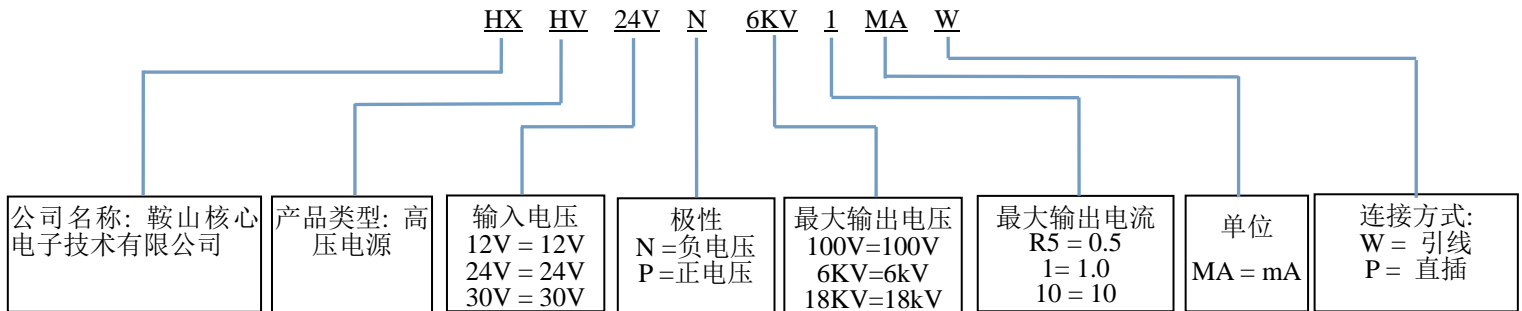 HX HV 24V N 6KV 1 MA W
公司名称: 鞍山核心
电子技术有限公司
产品类型: 高
压电源
输入电压
12V = 12V
24V = 24V
30V = 30V
极性
N =负电压
P =正电压
最大输出电压
100V=100V
6KV=6kV
18KV=18kV
最大输出电流
R5 = 0.5
1= 1.0
10 = 10
单位
MA = mA
连接方式:
W = 引线
P = 直插